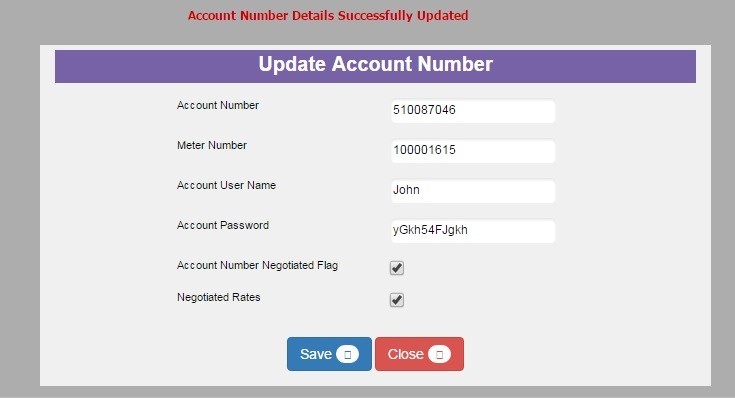 Account Number Details Successfully Updated
Update Account Number
Account Number 510087046
Meter Number 100001615
Account User Name John
Account Password yGkh54FJgkh
Account Number Negotiated Flag
Negotiated Rates
Save Close